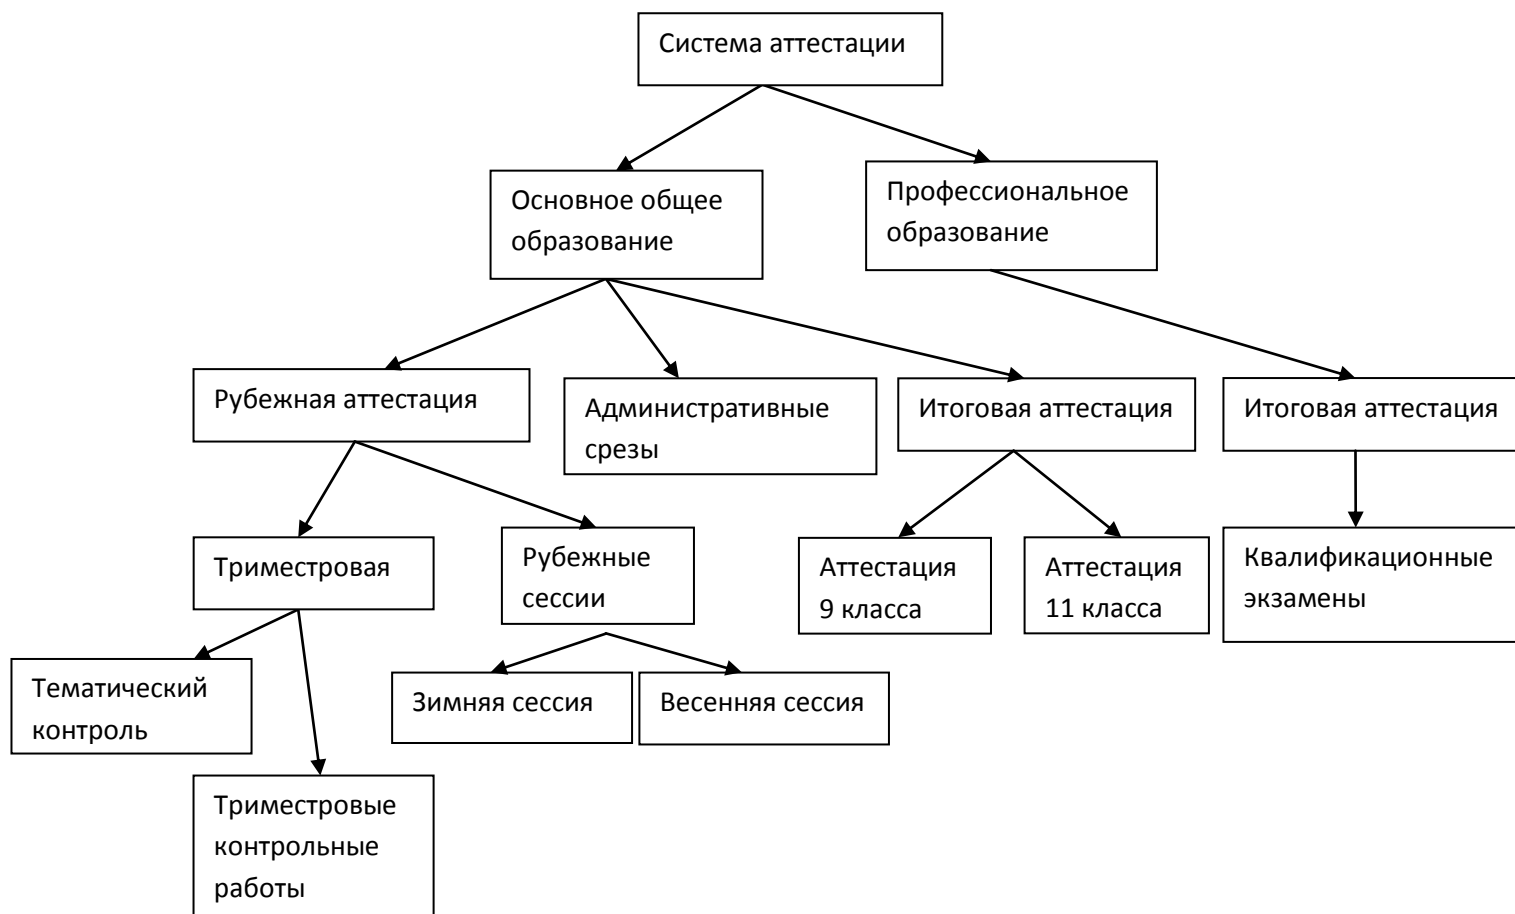 Система аттестации
Основное общее
образование
Профессиональное
образование
Рубежная аттестация
Административные
срезы
Итоговая аттестация
Итоговая аттестация
Триместровая
Рубежные
сессии
Аттестация
9 класса
Аттестация
11 класса
Квалификационные
экзамены
Тематический
контроль
Зимняя сессия
Весенняя сессия
Триместровые
контрольные
работы